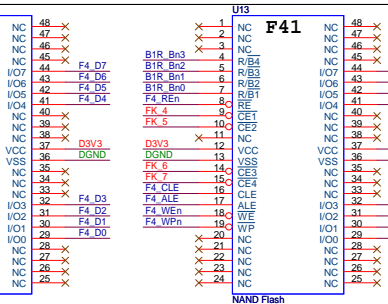 U13
F41
NC 48 1 NC NC 48
NC 47 2 NC NC 47
NC 46 3 NC NC 46
NC 45 B1R_Bn3 4 R/B4 NC 45
I/O7 44 F4_D7 B1R_Bn2 5 R/B3 I/O7 44
I/O6 43 F4_D6 B1R_Bn1 6 R/B2 I/O6 43
I/O5 42 F4_D5 B1R_Bn0 7 R/B1 I/O5 42
I/O4 41 F4_D4 F4_REn 8 RE I/O4 41
NC 40 FK_4 9 CE1 NC 40
NC 39 FK_5 10 CE2 NC 39
NC 38 11 NC NC 38
VCC 37 D3V3 D3V3 12 VCC VCC 37
VSS 36 DGND DGND 13 VSS VSS 36
NC 35 FK_6 14 CE3 NC 35
NC 34 FK_7 15 CE4 NC 34
NC 33 F4_CLE 16 CLE NC 33
I/O3 32 F4_D3 F4_ALE 17 ALE I/O3 32
I/O2 31 F4_D2 F4_WEn 18 WE I/O2 31
I/O1 30 F4_D1 F4_WPn 19 WP I/O1 30
I/O0 29 F4_D0 20 NC I/O0 29
NC 28 21 NC NC 28
NC 27 22 NC NC 27
NC 26 23 NC NC 26
NC 25 24 NC NC 25
NAND Flash